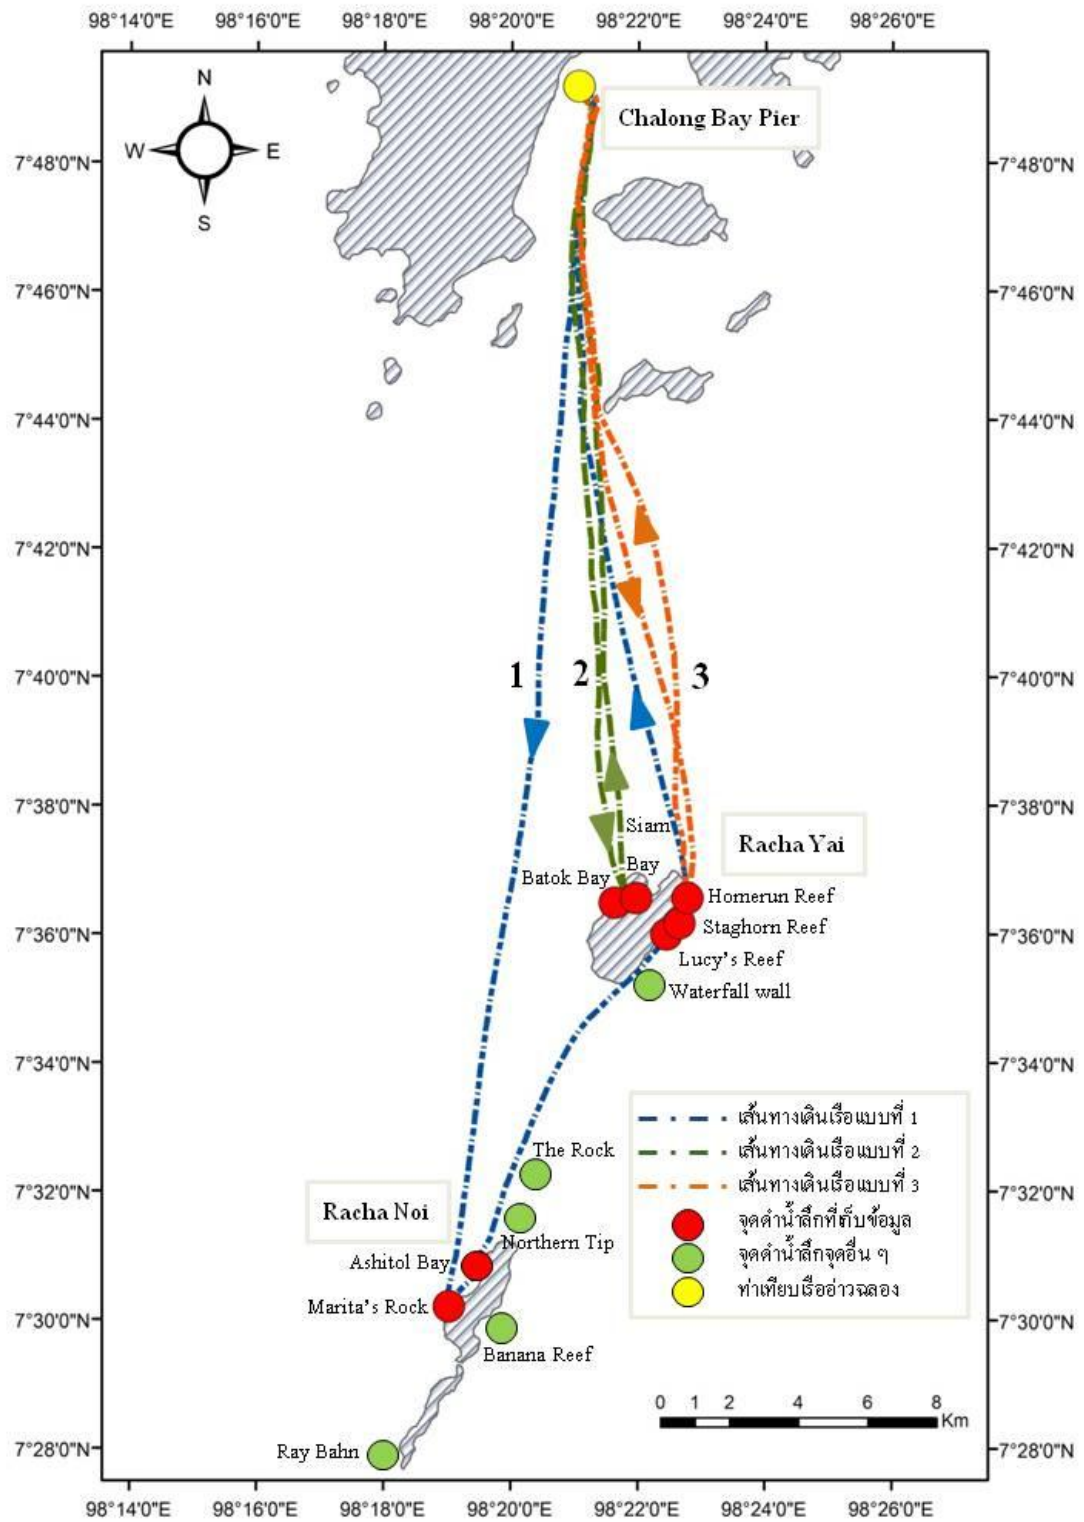 98°14'0"E 98°16'0"E 98°18'0"E 98°20'0"E 98°22'0"E 98°24'0"E 98°26'0"E
N
W E
S
Chalong Bay Pier
7°48'0"N 7°48'0"N
7°46'0"N 7°46'0"N
7°44'0"N 7°44'0"N
7°42'0"N 7°42'0"N
7°40'0"N 1 2 3 7°40'0"N
7°38'0"N 7°38'0"N
Siam
Bay
Racha Yai
Batok Bay
Homerun Reef
Staghorn Reef
7°36'0"N 7°36'0"N
Lucy's Reef
Waterfall wall
7°34'0"N 7°34'0"N
เส้นทางเดินเรือแบบที่ 1
เส้นทางเดินเรือแบบที่ 2
เส้นทางเดินเรือแบบที่ 3
จุดดำน้ำลึกที่เก็บข้อมูล
จุดดำน้ำลึกจุดอื่น ๆ
ท่าเทียบเรืออ่าวฉลอง
The Rock
7°32'0"N 7°32'0"N
Racha Noi
Northern Tip
Ashitol Bay
Marita's Rock
7°30'0"N 7°30'0"N
Banana Reef
0 1 2 4 6 8
Km
Ray Bahn
7°28'0"N 7°28'0"N
98°14'0"E 98°16'0"E 98°18'0"E 98°20'0"E 98°22'0"E 98°24'0"E 98°26'0"E